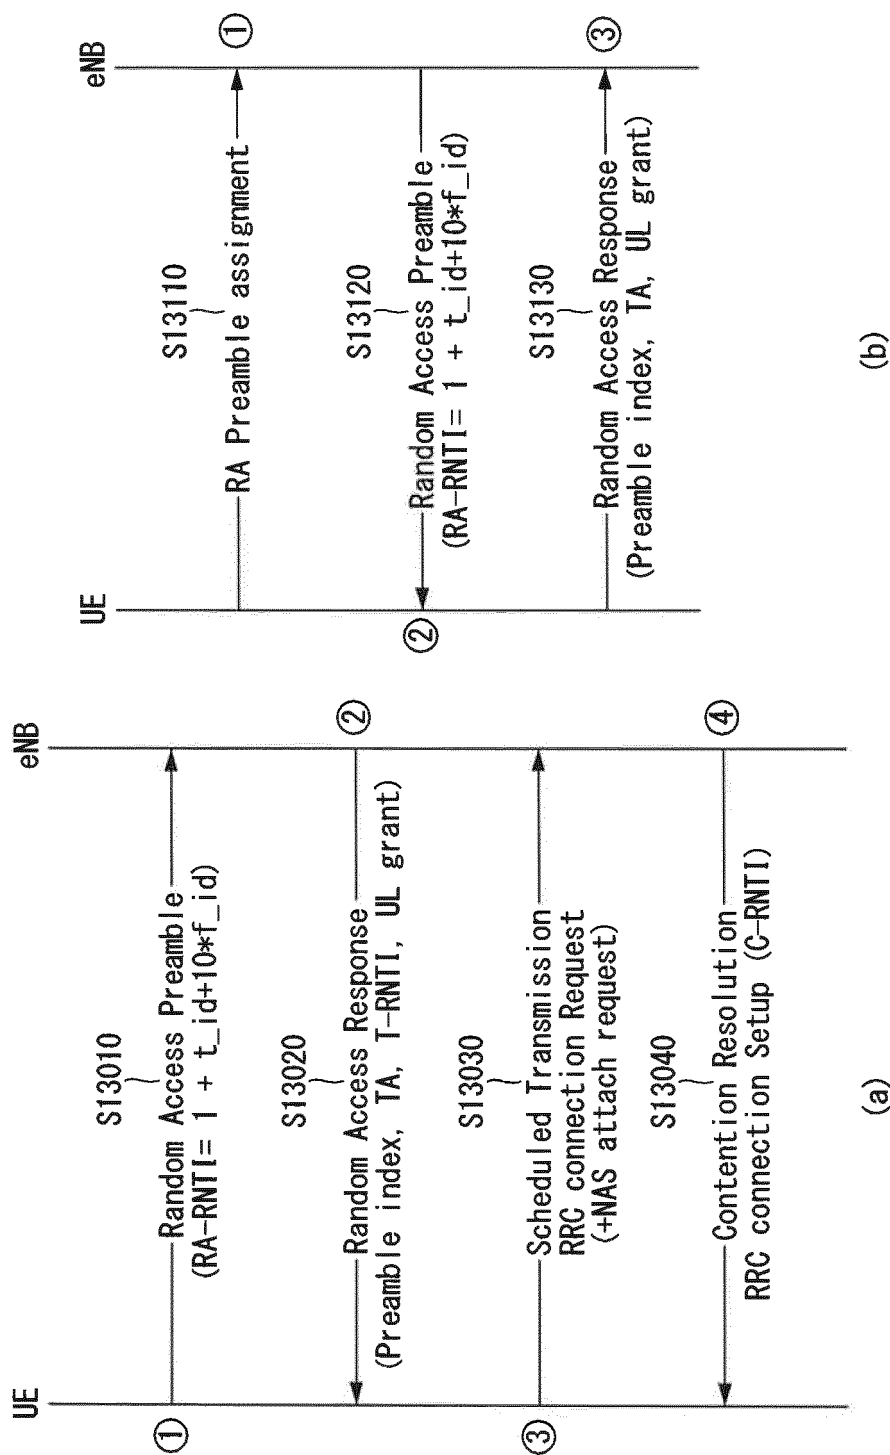 UE
eNB
①
S13010
Random Access Preamble
(RA-RNTI= 1 + t_id+10*f_id)
S13020
②
Random Access Response
(Preamble index, TA, T-RNTI, UL grant)
③
S13030
Scheduled Transmission
RRC connection Request
(+NAS attach request)
S13040
④
Contention Resolution
RRC connection Setup (C-RNTI)
(a)
UE
eNB
S13110
①
RA Preamble assignment
②
S13120
Random Access Preamble
(RA-RNTI= 1 + t_id+10*f_id)
S13130
③
Random Access Response
(Preamble index, TA, UL grant)
(b)